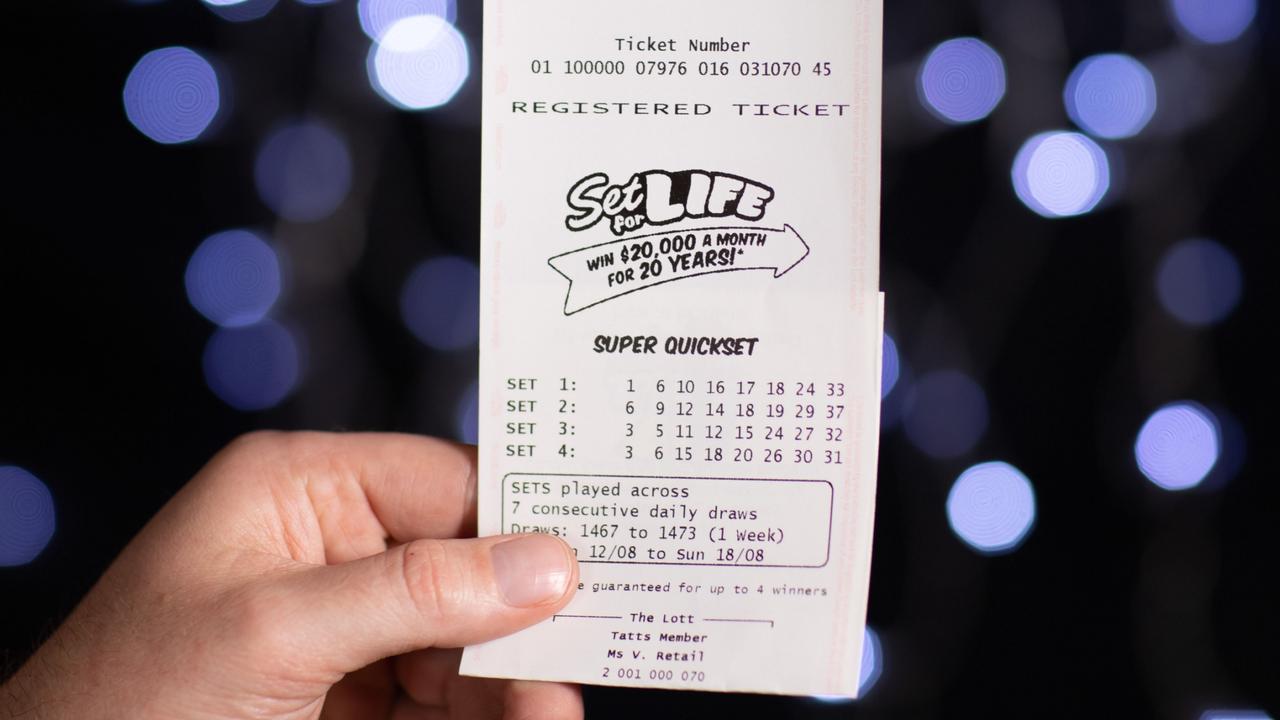 Ticket Number
01 100000 07976 016 031070 45
REGISTERED TICKET
Set for LIFE
WIN $20,000 A MONTH
FOR 20 YEARS!*
SUPER QUICKSET
SET 1: 1 6 10 16 17 18 24 33
SET 2: 6 9 12 14 18 19 29 37
SET 3: 3 5 11 12 15 24 27 32
SET 4: 3 6 15 18 20 26 30 31
SETS played across
7 consecutive daily draws
Draws: 1467 to 1473 (1 Week)
12/08 to Sun 18/08
guaranteed for up to 4 winners
The Lott
Tatts Member
Ms V. Retail
2 001 000 070